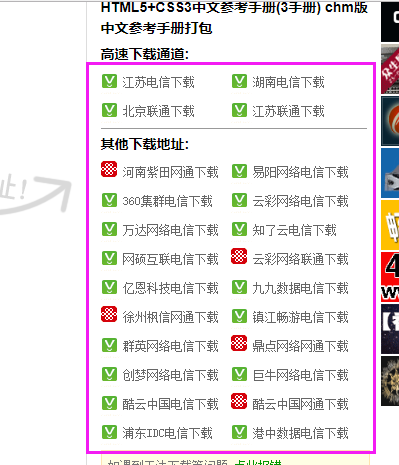 HTML5+CSS3中文参考手册(3手册) chm版
中文参考手册打包
高速下载通道:
江苏电信下载 湖南电信下载
北京联通下载 江苏联通下载
其他下载地址:
河南紫田网通下载 易阳网络电信下载
360集群电信下载 云彩网络电信下载
万达网络电信下载 知了云电信下载
网硕互联电信下载 云彩网络联通下载
亿恩科技电信下载 九九数据电信下载
徐州枫信网通下载 镇江畅游电信下载
群英网络电信下载 鼎点网络网通下载
创梦网络电信下载 巨牛网络电信下载
酷云中国电信下载 酷云中国网通下载
浦东IDC电信下载 港中数据电信下载
止!